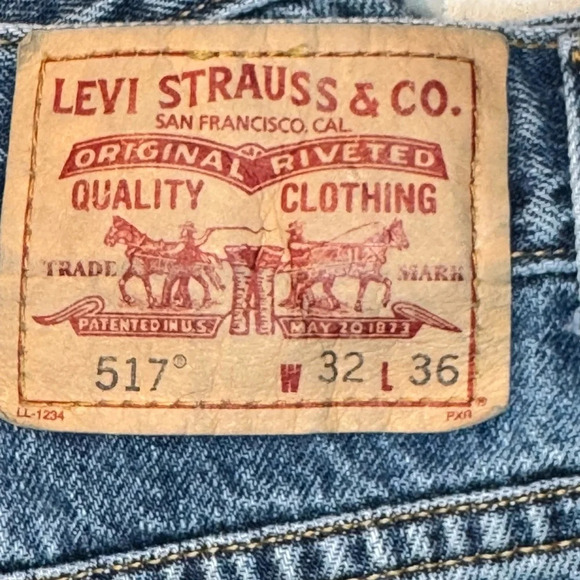 LEVI STRAUSS & CO.
SAN FRANCISCO, CAL.
ORIGINAL RIVETED
QUALITY CLOTHING
TRADE MARK
PATENTED IN U.S. MAY 20 1873
517® W 32 L 36
LL-1234 PXR ®